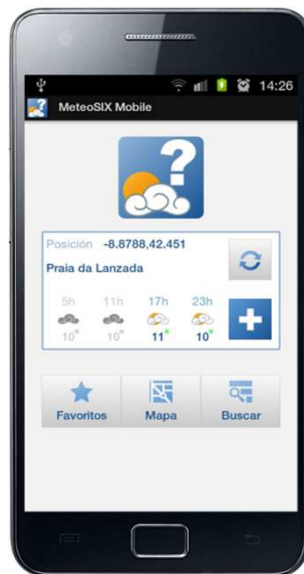 14:26
MeteoSIX Mobile
?
Posición -8.8788,42.451
Praia da Lanzada
5h 11h 17h 23h
10° 10° 11° 10°
+
Favoritos Mapa Buscar